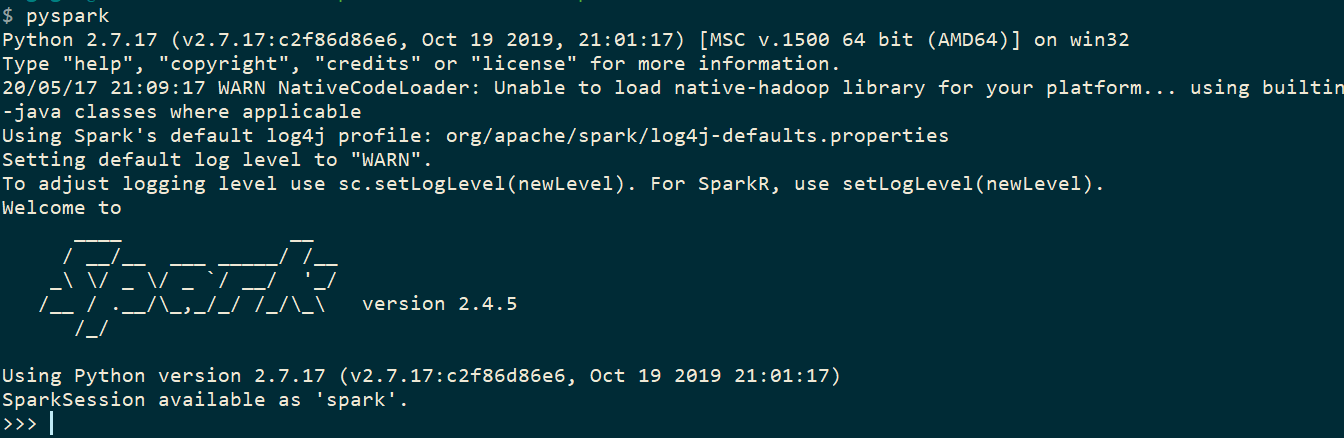 $ pyspark
Python 2.7.17 (v2.7.17:c2f86d86e6, Oct 19 2019, 21:01:17) [MSC v.1500 64 bit (AMD64)] on win32
Type "help", "copyright", "credits" or "license" for more information.
20/05/17 21:09:17 WARN NativeCodeLoader: Unable to load native-hadoop library for your platform... using builtin
-java classes where applicable
Using Spark's default log4j profile: org/apache/spark/log4j-defaults.properties
Setting default log level to "WARN".
To adjust logging level use sc.setLogLevel(newLevel). For SparkR, use setLogLevel(newLevel).
Welcome to
      ____              __
     / __/__  ___ _____/ /__
    _\ \/ _ \/ _ `/ __/  '_/
   /__ / .__/\_,_/_/ /_/\_\   version 2.4.5
      /_/
Using Python version 2.7.17 (v2.7.17:c2f86d86e6, Oct 19 2019 21:01:17)
SparkSession available as 'spark'.
>>>